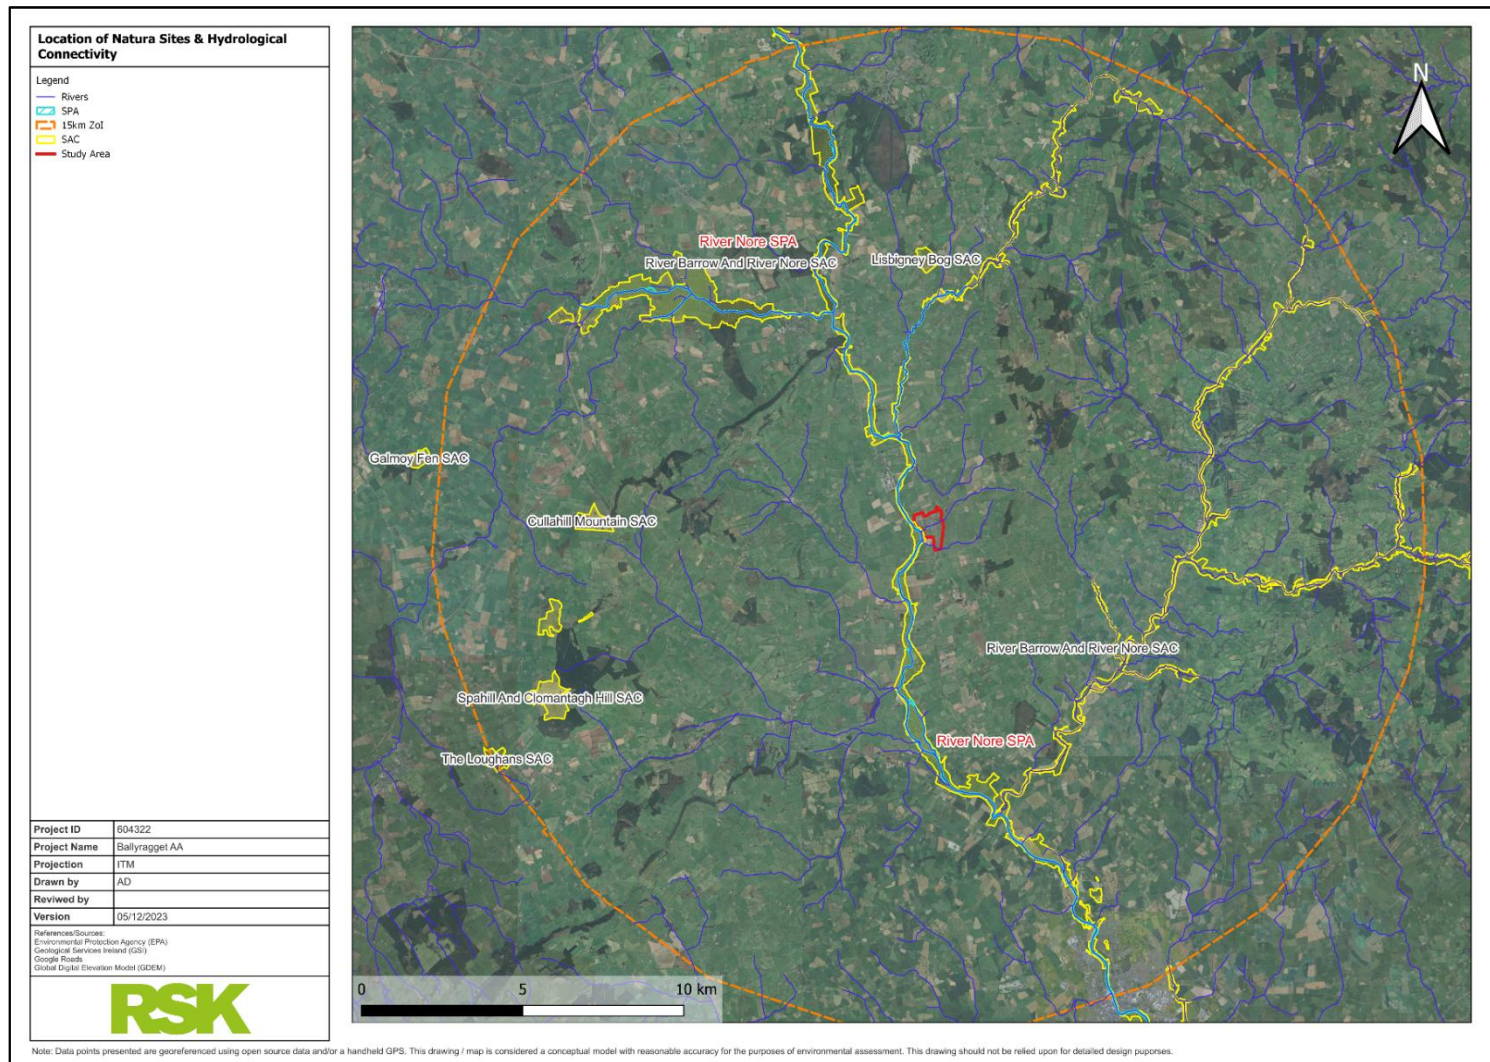 Location of Natura Sites & Hydrological
Connectivity
Legend
Rivers
SPA
15km ZoI
SAC
Study Area
N
River Nore SPA
River Barrow And River Nore SAC
Lisbigney Bog SAC
Galmoy Fen SAC
Cullahill Mountain SAC
River Barrow And River Nore SAC
Spahill And Clomantagh Hill SAC
River Nore SPA
The Loughans SAC
0 5 10 km
Project ID 604322
Project Name Ballyragget AA
Projection ITM
Drawn by AD
Reviwed by
Version 05/12/2023
References/Sources:
Environmental Protection Agency (EPA)
Geological Services Ireland (GSI)
Google Roads
Global Digital Elevation Model (GDEM)
RSK
Note: Data points presented are georeferenced using open source data and/or a handheld GPS. This drawing / map is considered a conceptual model with reasonable accuracy for the purposes of environmental assessment. This drawing should not be relied upon for detailed design puporses.